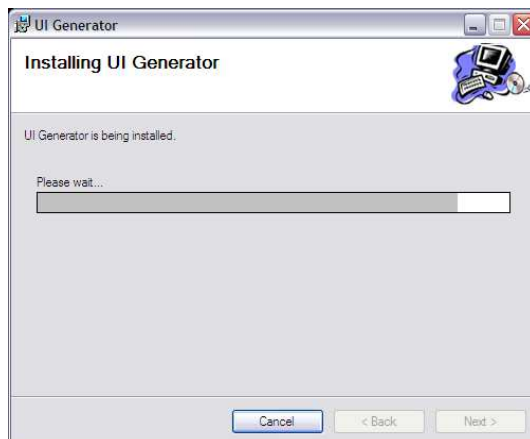 UI Generator
Installing UI Generator
UI Generator is being installed.
Please wait...
Cancel
< Back
Next >